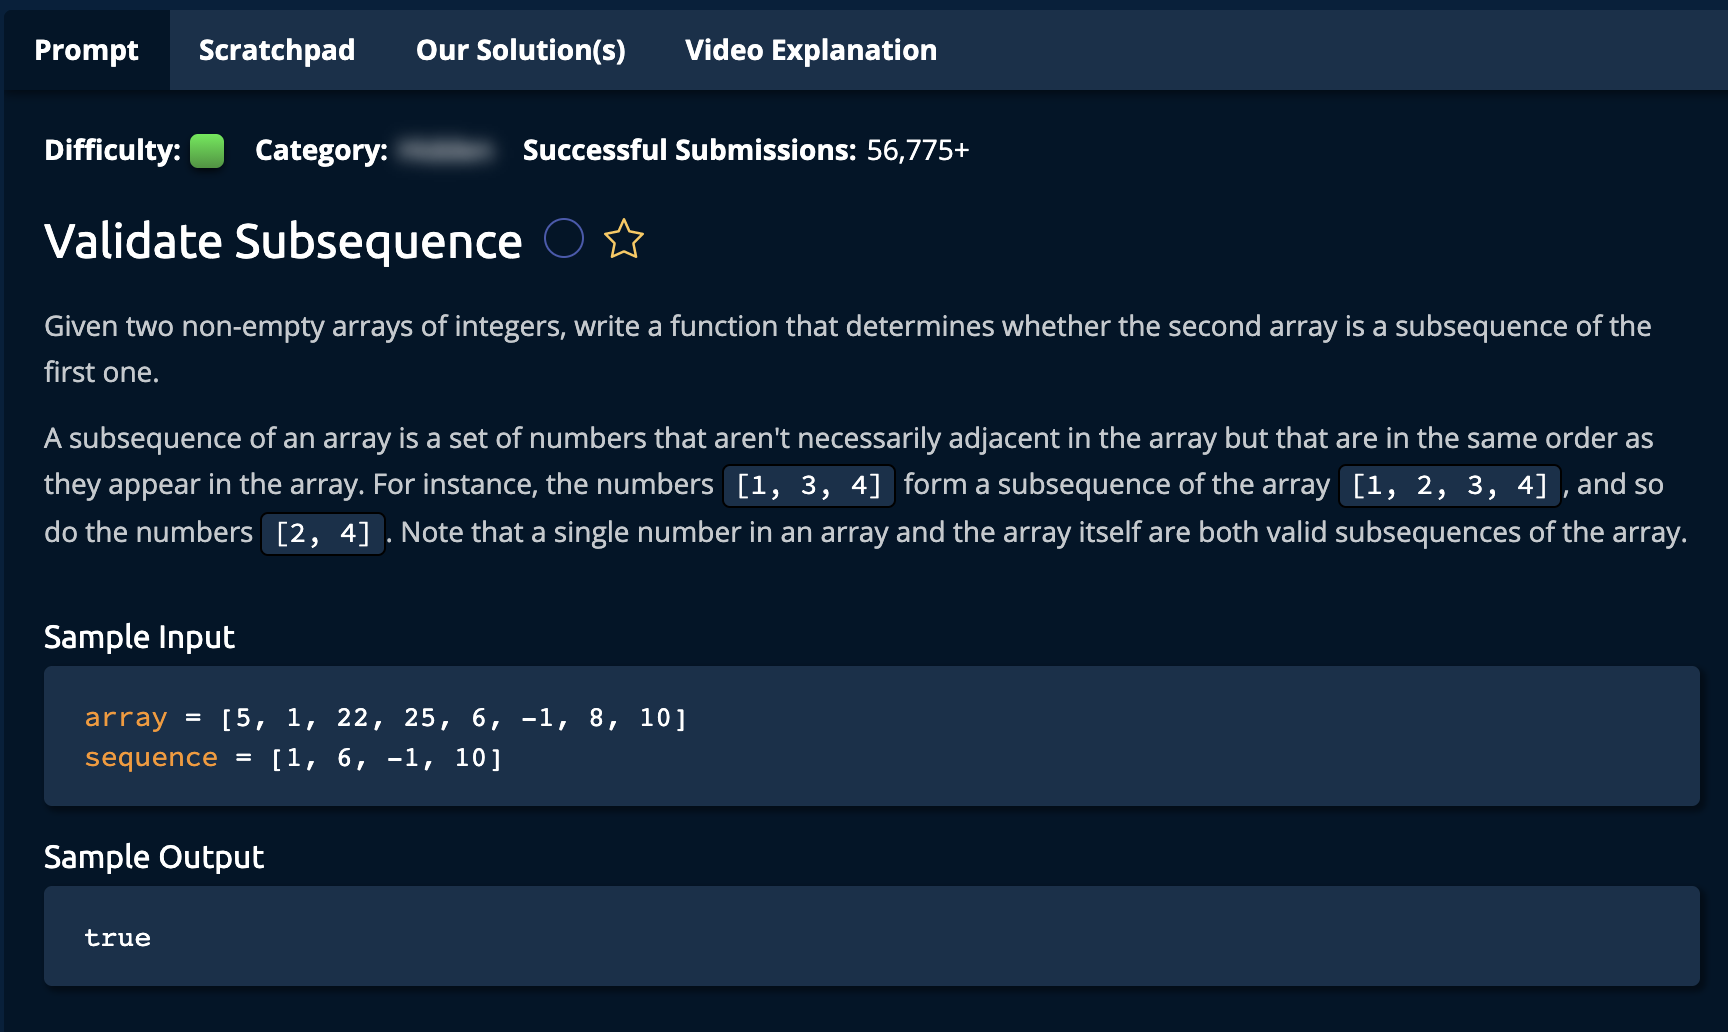 Prompt Scratchpad Our Solution(s) Video Explanation
Difficulty: Category: Successful Submissions: 56,775+
Validate Subsequence
Given two non-empty arrays of integers, write a function that determines whether the second array is a subsequence of the
first one.
A subsequence of an array is a set of numbers that aren't necessarily adjacent in the array but that are in the same order as
they appear in the array. For instance, the numbers [1, 3, 4] form a subsequence of the array [1, 2, 3, 4], and so
do the numbers [2, 4]. Note that a single number in an array and the array itself are both valid subsequences of the array.
Sample Input
array = [5, 1, 22, 25, 6, -1, 8, 10]
sequence = [1, 6, -1, 10]
Sample Output
true